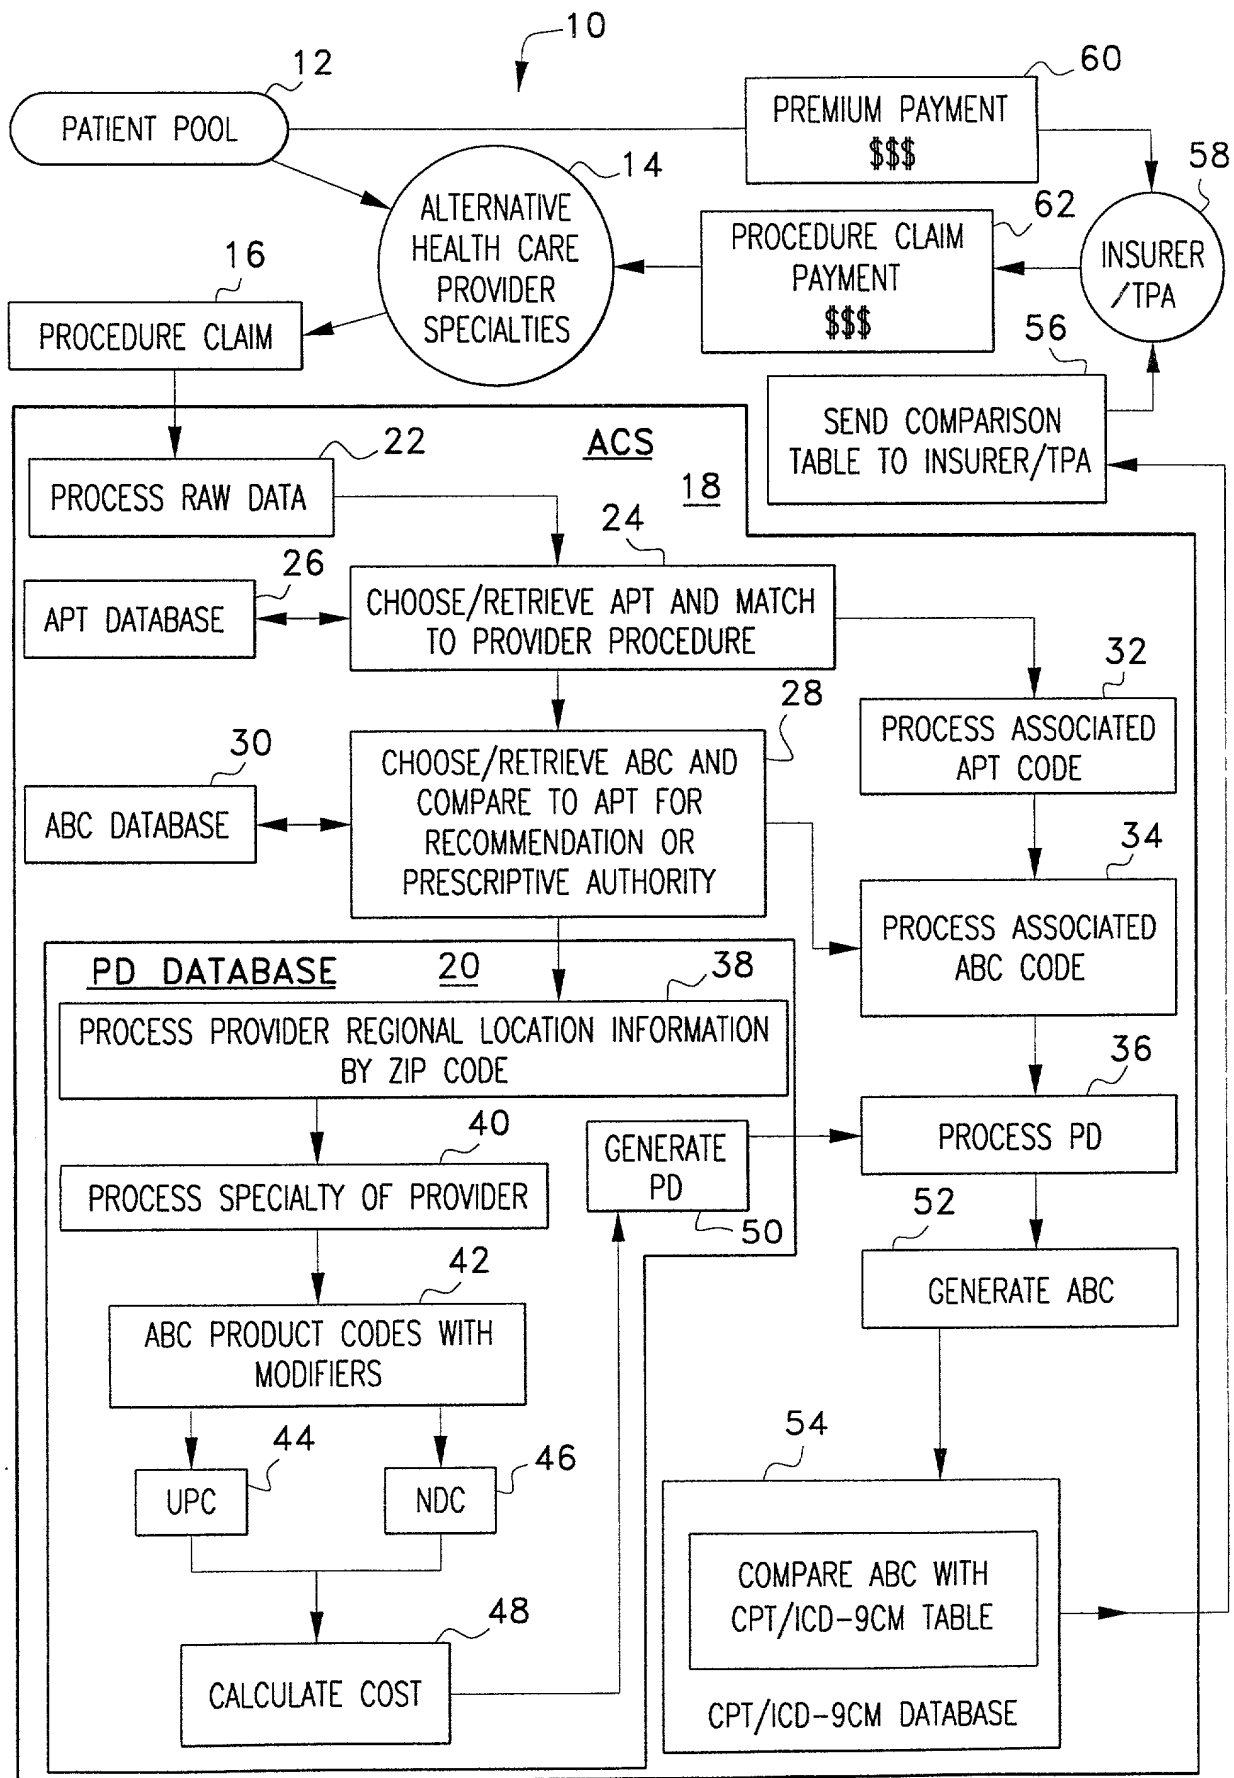 10
12
PATIENT POOL
60
PREMIUM PAYMENT
$$$
14
ALTERNATIVE
HEALTH CARE
PROVIDER
SPECIALTIES
58
INSURER
/TPA
62
PROCEDURE CLAIM
PAYMENT
$$$
16
PROCEDURE CLAIM
56
SEND COMPARISON
TABLE TO INSURER/TPA
ACS
18
22
PROCESS RAW DATA
24
CHOOSE/RETRIEVE APT AND MATCH
TO PROVIDER PROCEDURE
26
APT DATABASE
28
CHOOSE/RETRIEVE ABC AND
COMPARE TO APT FOR
RECOMMENDATION OR
PRESCRIPTIVE AUTHORITY
30
ABC DATABASE
32
PROCESS ASSOCIATED
APT CODE
34
PROCESS ASSOCIATED
ABC CODE
PD DATABASE
20
38
PROCESS PROVIDER REGIONAL LOCATION INFORMATION
BY ZIP CODE
36
PROCESS PD
40
PROCESS SPECIALTY OF PROVIDER
GENERATE
PD
50
52
GENERATE ABC
42
ABC PRODUCT CODES WITH
MODIFIERS
44
UPC
46
NDC
54
COMPARE ABC WITH
CPT/ICD-9CM TABLE
CPT/ICD-9CM DATABASE
48
CALCULATE COST